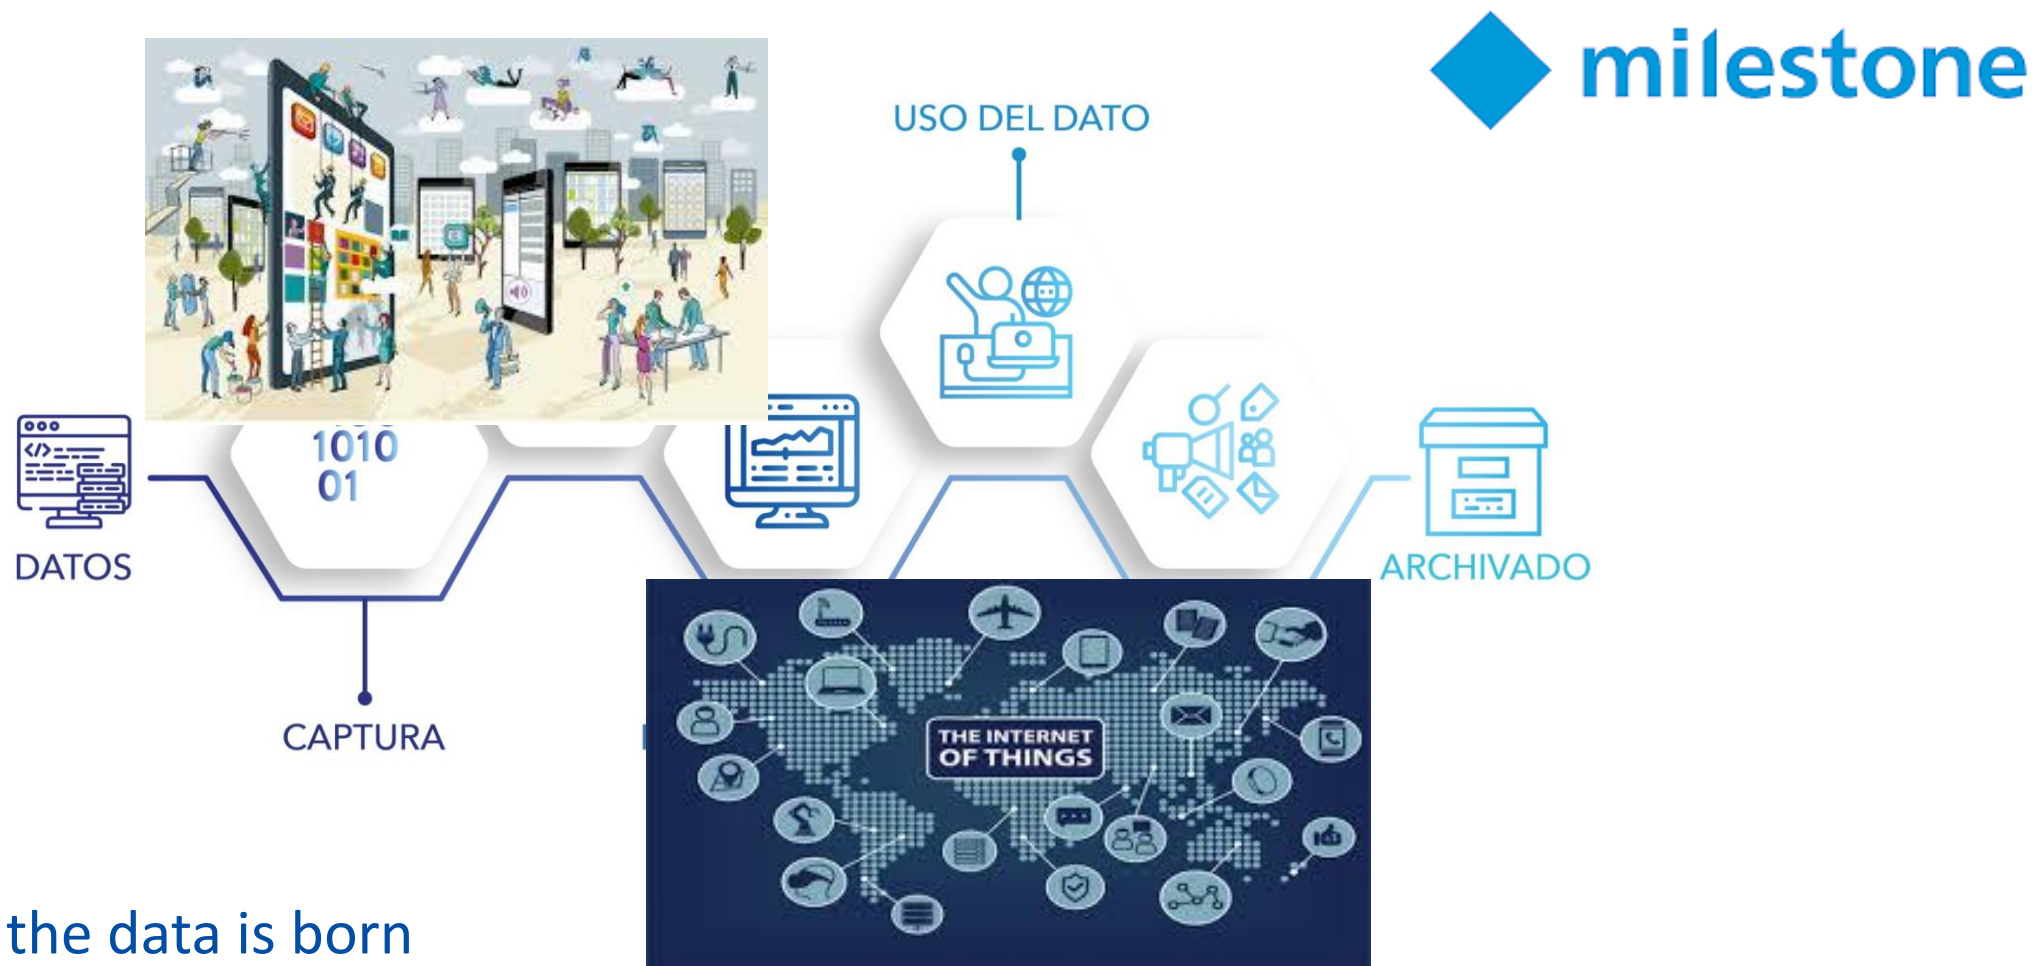 milestone
USO DEL DATO
1010
01
DATOS
ARCHIVADO
CAPTURA
THE INTERNET
OF THINGS
the data is born